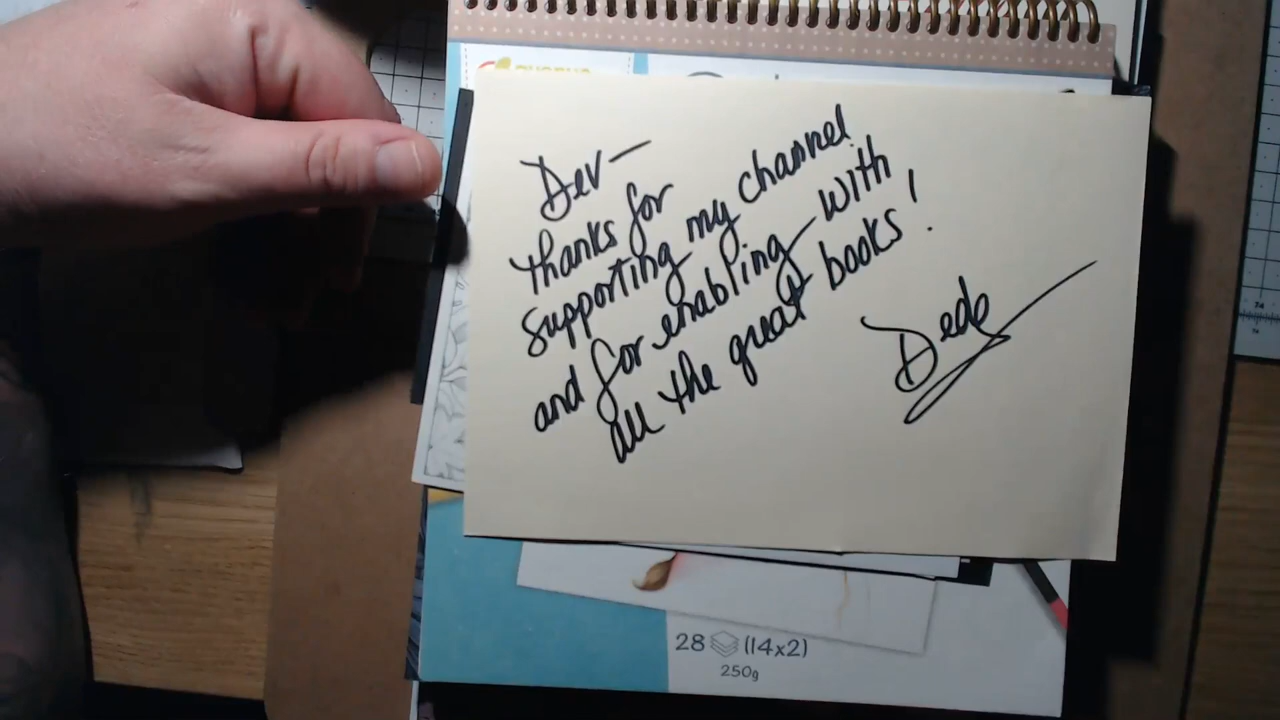 Dev—
thanks for
supporting my channel
and for enabling with
all the great books!
Dede
28 (14x2)
250g